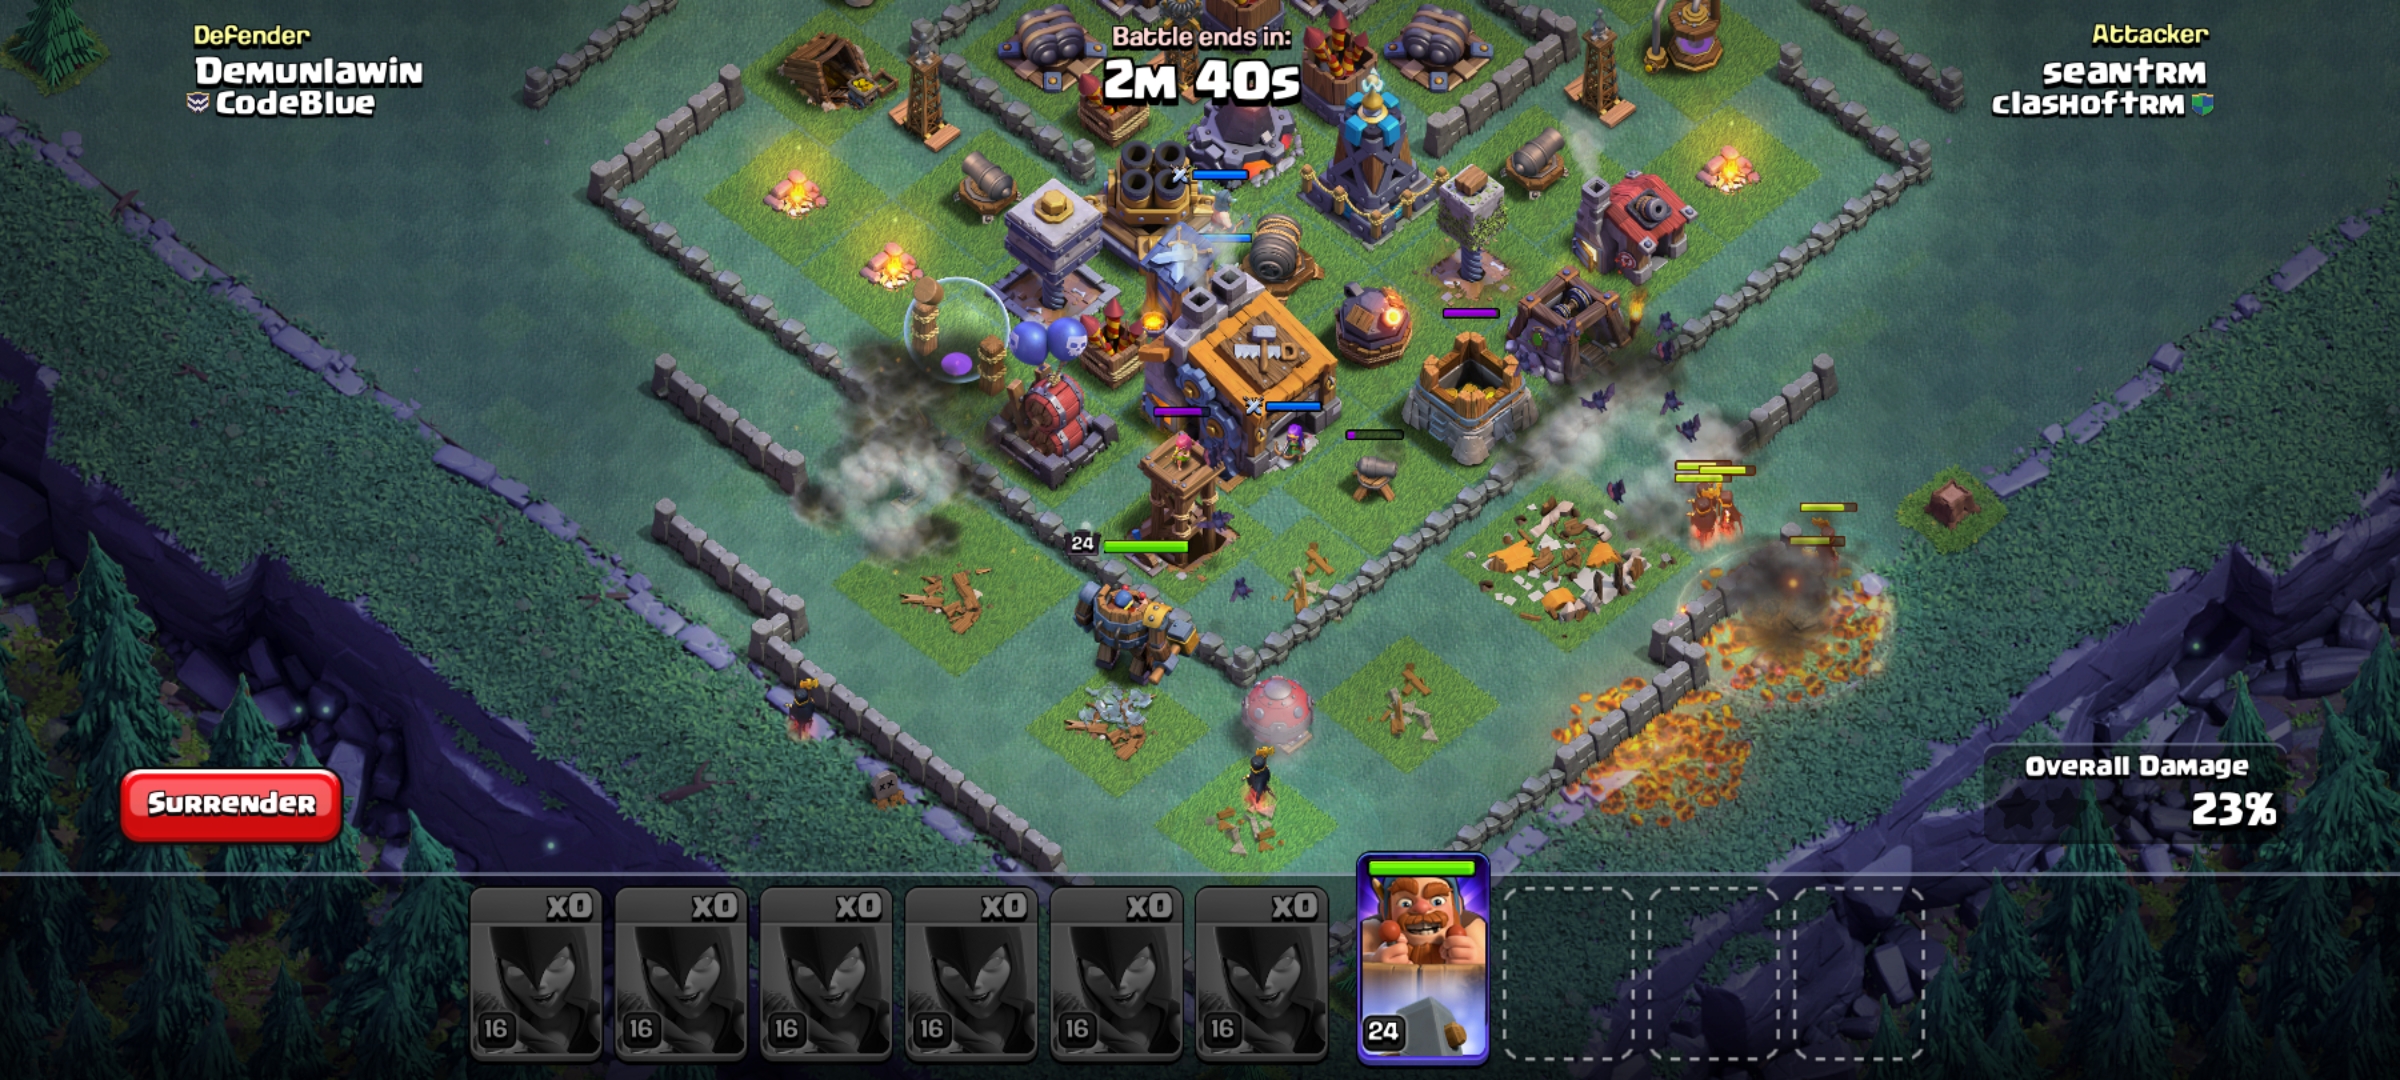 Defender
Demunlawin
CodeBlue
Battle ends in:
2M 40s
Attacker
seantRM
clashoftRM
24
Surrender
Overall Damage
23%
x0
x0
x0
x0
x0
x0
16
16
16
16
16
16
24